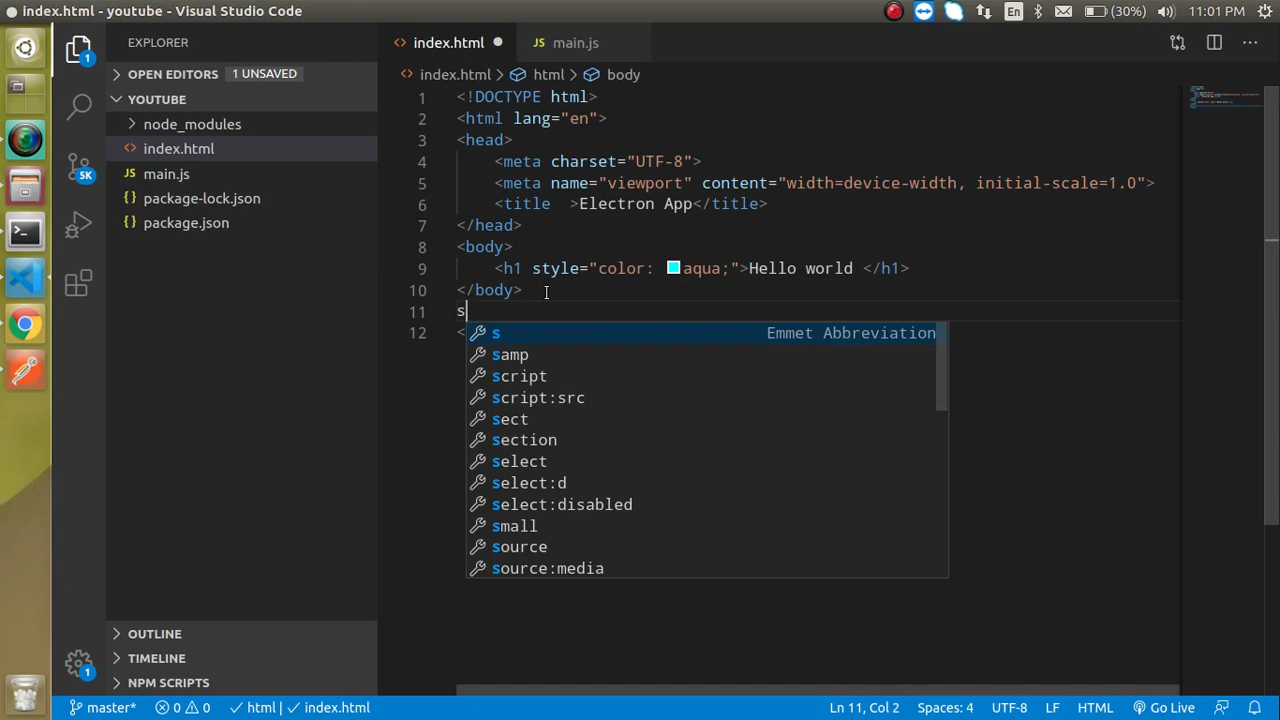 index.html - youtube - Visual Studio Code
En
(30%)
11:01 PM
1
EXPLORER
index.html
main.js
OPEN EDITORS
1 UNSAVED
index.html
html
body
YOUTUBE
node_modules
index.html
main.js
package-lock.json
package.json
5K
1 <!DOCTYPE html>
2 <html lang="en">
3 <head>
4 <meta charset="UTF-8">
5 <meta name="viewport" content="width=device-width, initial-scale=1.0">
6 <title >Electron App</title>
7 </head>
8 <body>
9 <h1 style="color: aqua;">Hello world </h1>
10 </body>
11 s
12 <
s Emmet Abbreviation
samp
script
script:src
sect
section
select
select:d
select:disabled
small
source
source:media
OUTLINE
TIMELINE
NPM SCRIPTS
1
master*
0
0
html |
index.html
Ln 11, Col 2
Spaces: 4
UTF-8
LF
HTML
Go Live